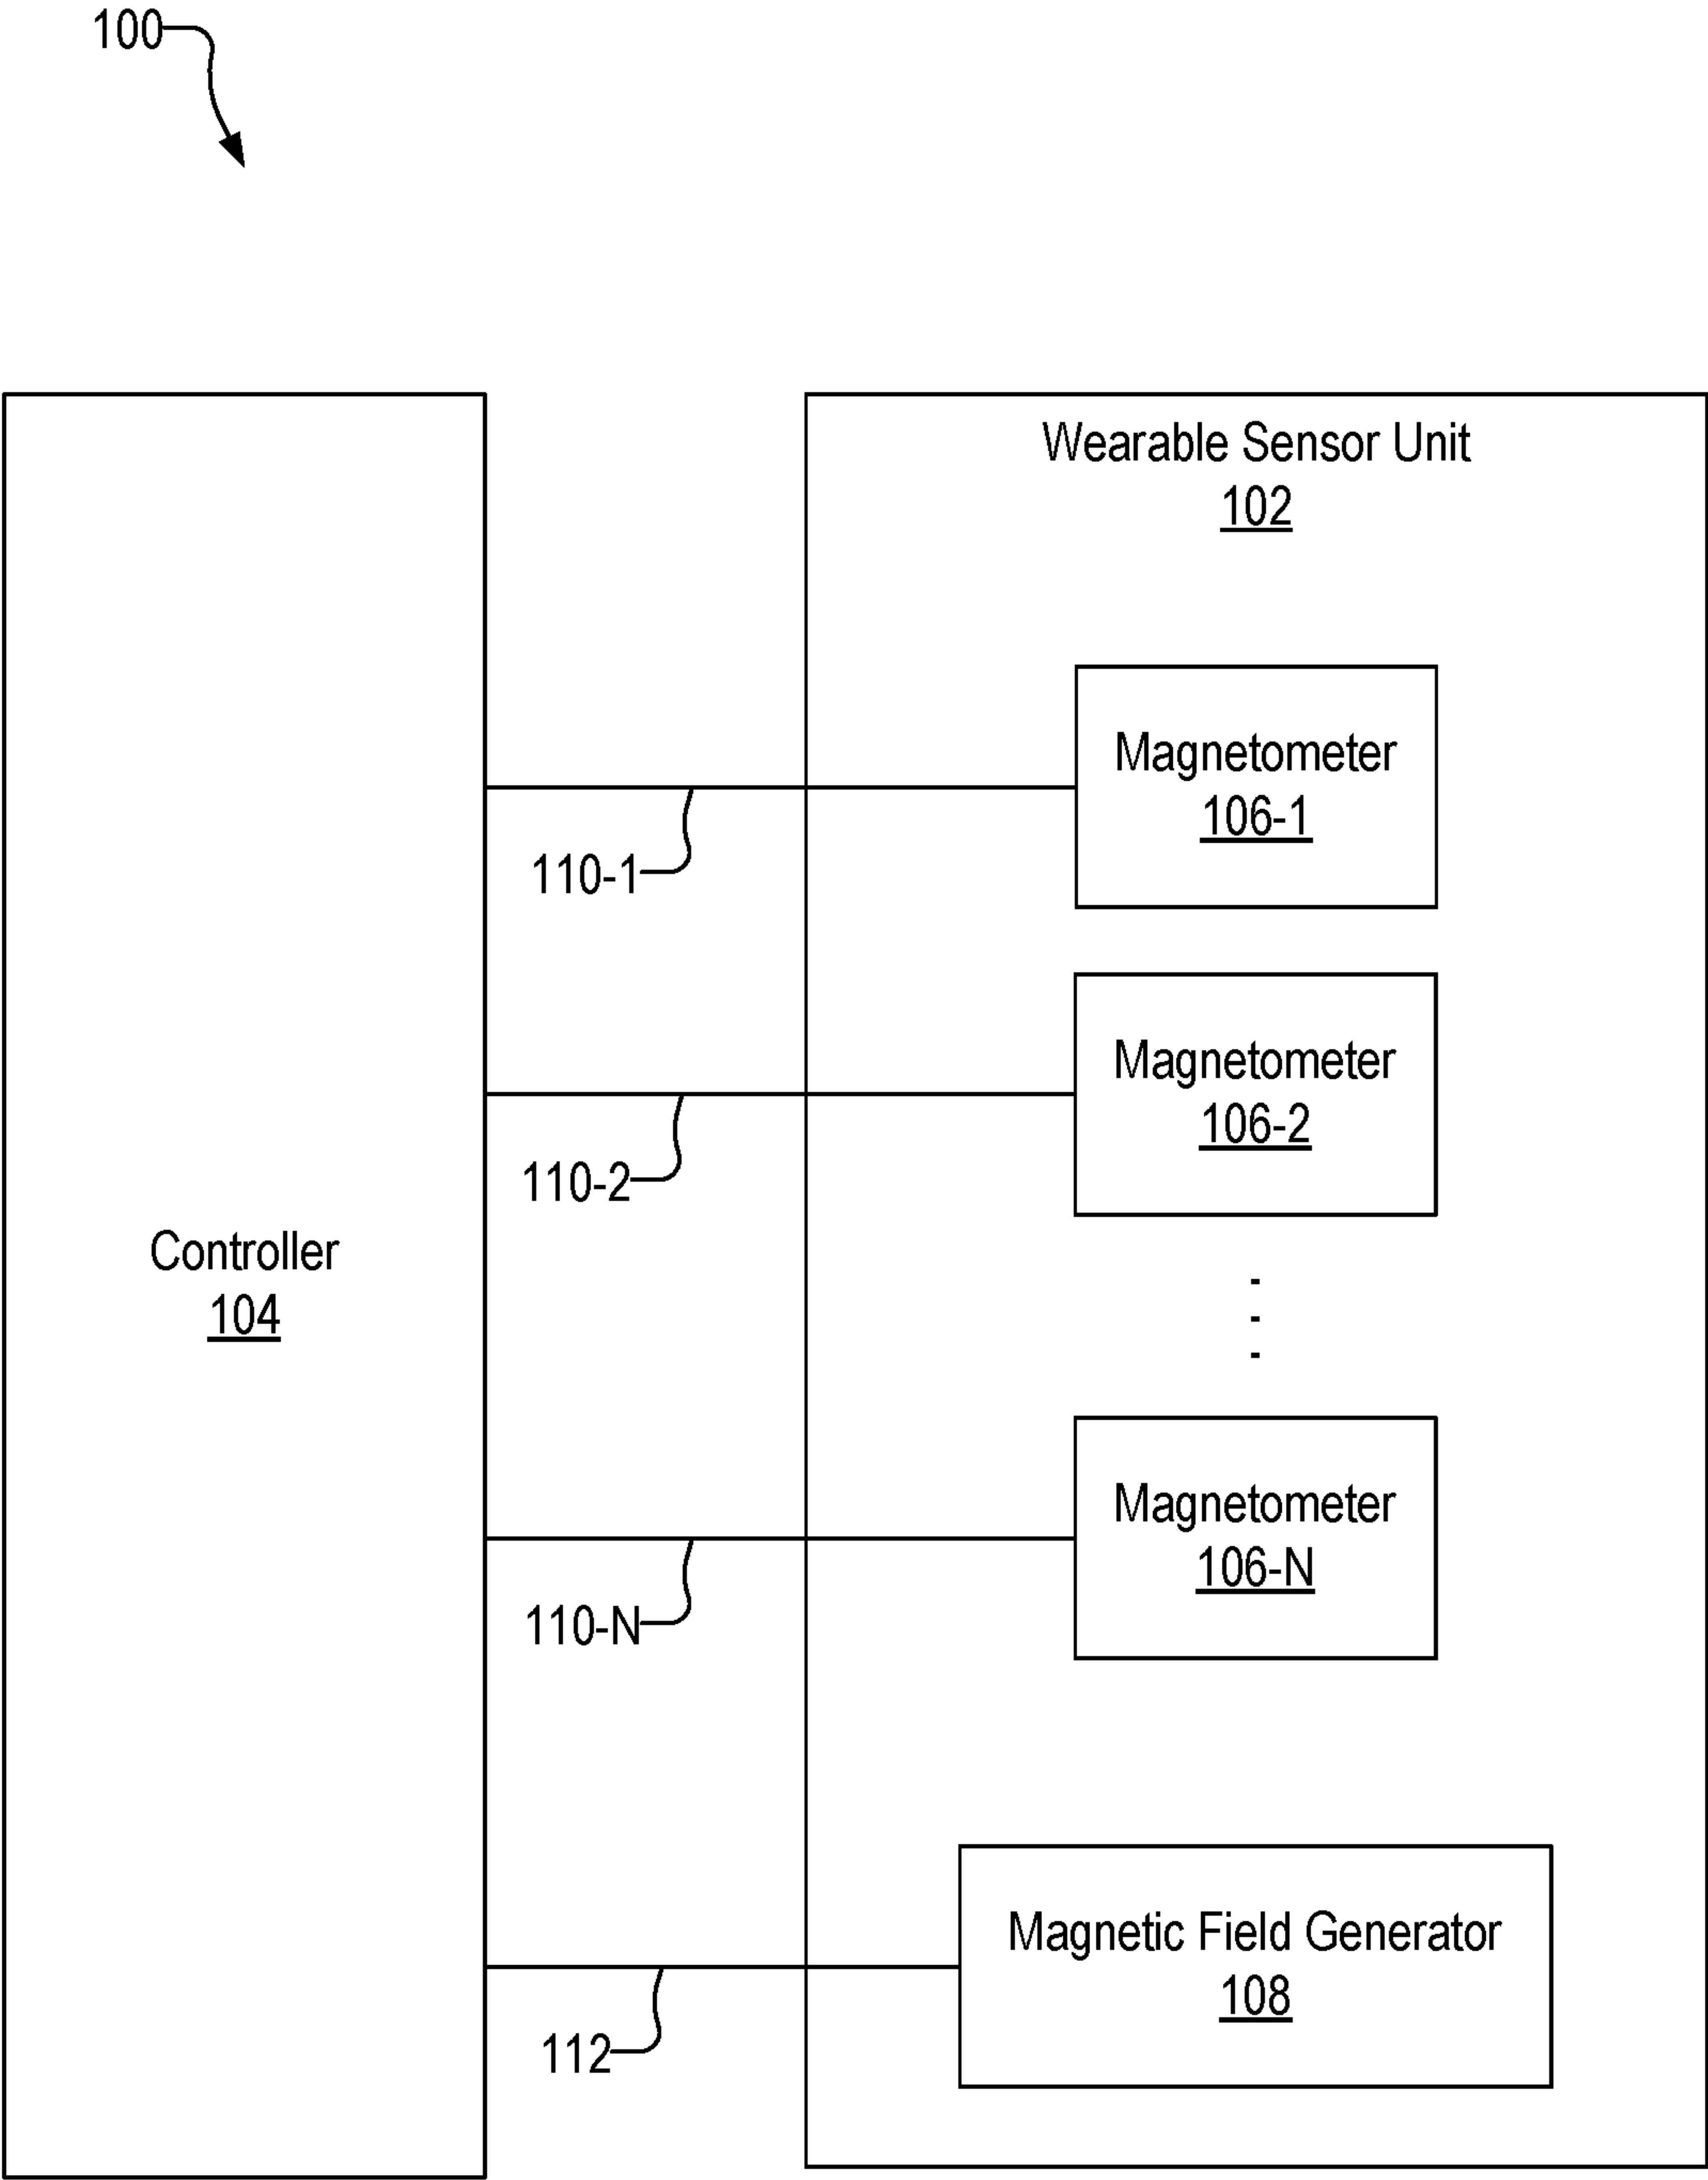 100
Wearable Sensor Unit
102
Magnetometer
106-1
110-1
Magnetometer
106-2
110-2
Controller
104
Magnetometer
106-N
110-N
Magnetic Field Generator
108
112